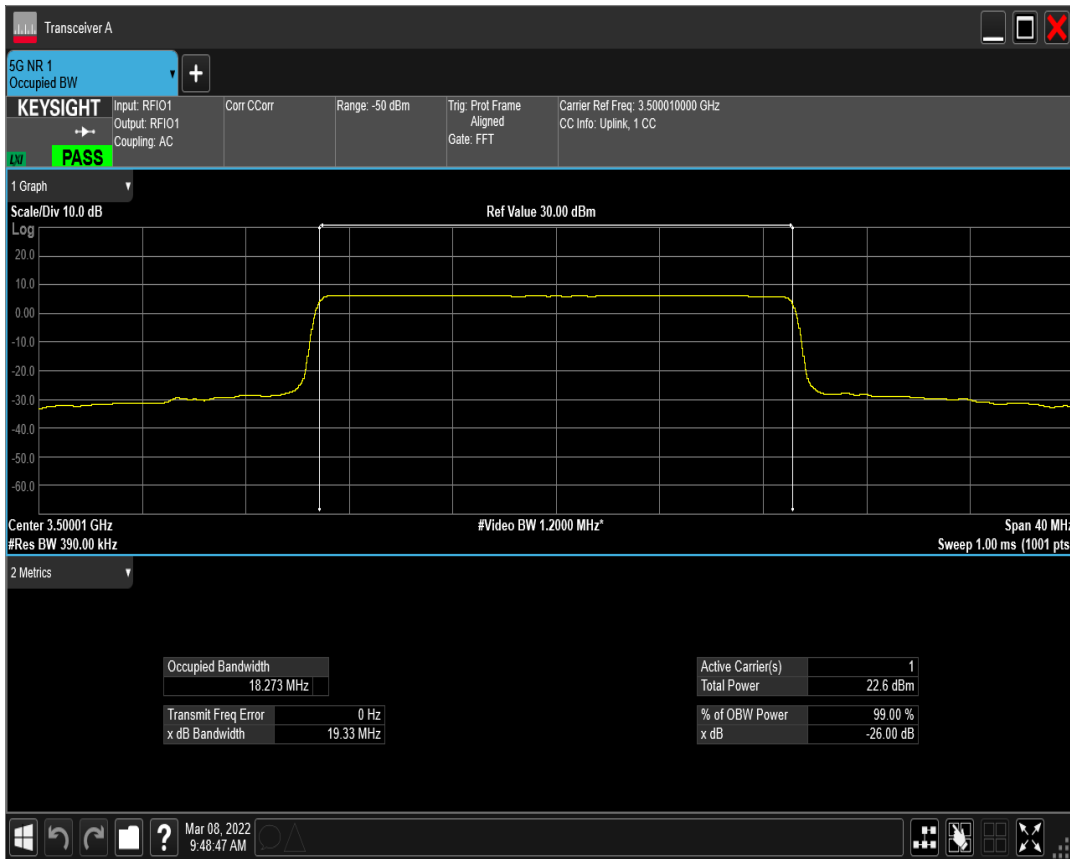 Transceiver A
5G NR 1
Occupied BW
+
KEYSIGHT
LXI
PASS
Input: RFIO1
Output: RFIO1
Coupling: AC
Corr CCorr
Range: -50 dBm
Trig: Prot Frame
Aligned
Gate: FFT
Carrier Ref Freq: 3.500010000 GHz
CC Info: Uplink, 1 CC
1 Graph
Scale/Div 10.0 dB
Ref Value 30.00 dBm
Log
20.0
10.0
0.00
-10.0
-20.0
-30.0
-40.0
-50.0
-60.0
Center 3.50001 GHz
#Video BW 1.2000 MHz*
Span 40 MHz
#Res BW 390.00 kHz
Sweep 1.00 ms (1001 pts
2 Metrics
Occupied Bandwidth
18.273 MHz
Transmit Freq Error 0 Hz
x dB Bandwidth 19.33 MHz
Active Carrier(s) 1
Total Power 22.6 dBm
% of OBW Power 99.00 %
x dB -26.00 dB
?
Mar 08, 2022
9:48:47 AM